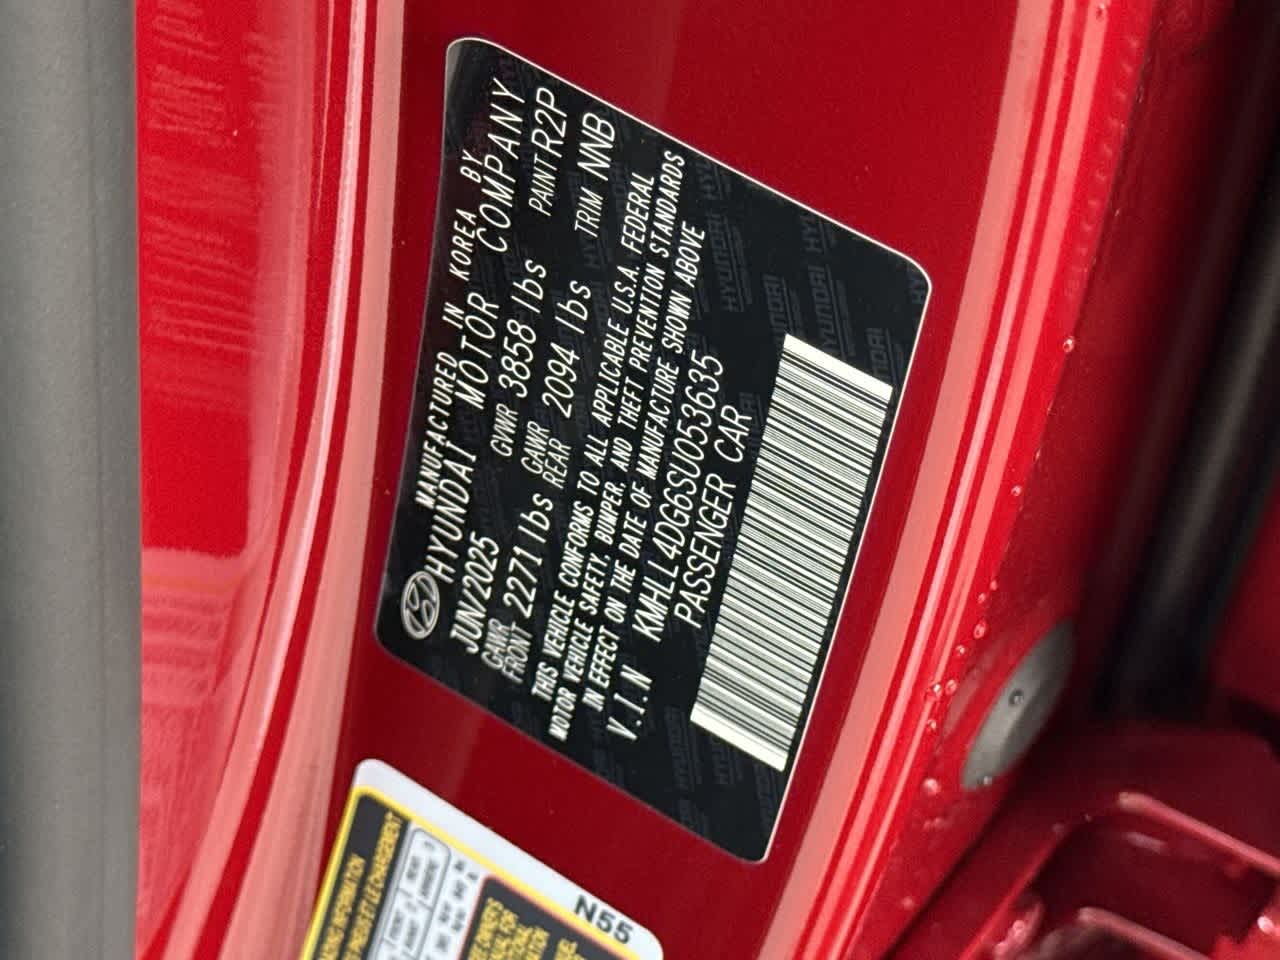 MANUFACTURED IN KOREA BY
HYUNDAI MOTOR COMPANY
JUN/2025 GVWR 3858 lbs PAINT R2P
GAWR FRONT 2271 lbs GAWR REAR 2094 lbs TRIM NNB
THIS VEHICLE CONFORMS TO ALL APPLICABLE U.S.A. FEDERAL
MOTOR VEHICLE SAFETY, BUMPER, AND THEFT PREVENTION STANDARDS
IN EFFECT ON THE DATE OF MANUFACTURE SHOWN ABOVE
V.I.N KMHLL4DG6SU053635
PASSENGER CAR
N55